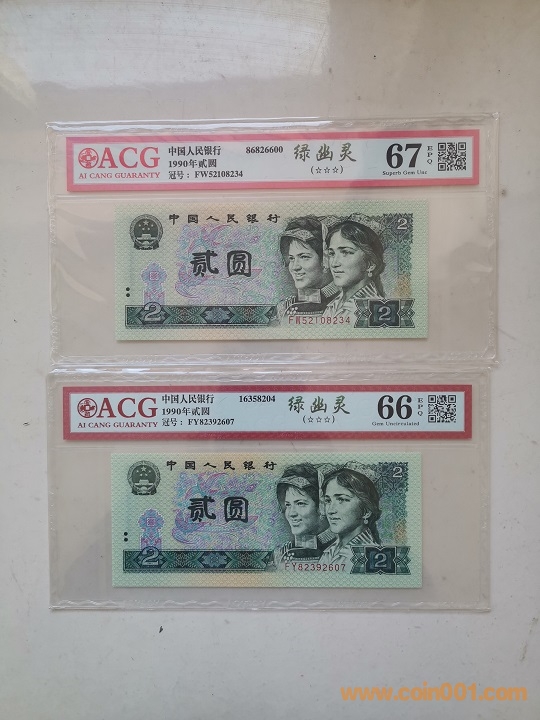 ACG
AI CANG GUARANTY
中国人民银行
1990年贰圆
冠号：FW52108234
86826600
绿幽灵
(☆☆☆)
67
EPQ
Superb Gem Unc
中国人民银行
贰圆
2
2
2
FW52108234
ACG
AI CANG GUARANTY
中国人民银行
1990年贰圆
冠号：FY82392607
16358204
绿幽灵
(☆☆☆)
66
EPQ
Gem Uncirculated
中国人民银行
贰圆
2
2
2
FY82392607
www.coin001.com